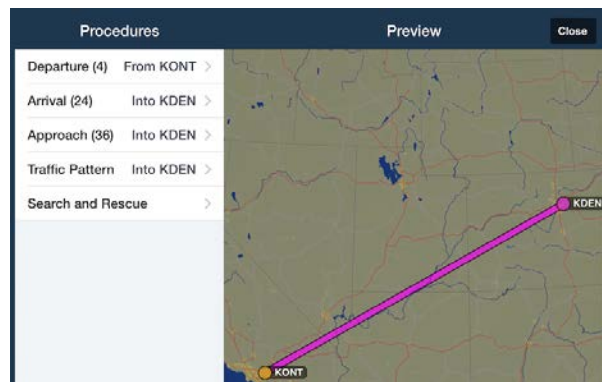 Procedures
Preview
Close
Departure (4) From KONT
Arrival (24) Into KDEN
Approach (36) Into KDEN
Traffic Pattern Into KDEN
Search and Rescue
KDEN
KONT